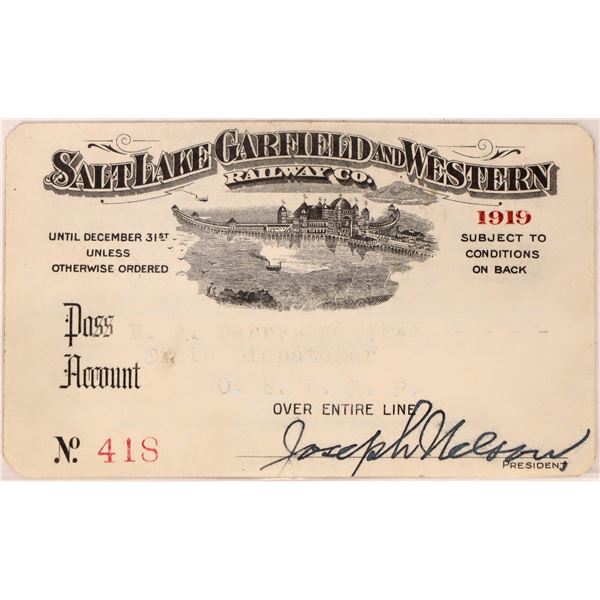 SALT LAKE GARFIELD AND WESTERN
RAILWAY CO.
UNTIL DECEMBER 31ST
UNLESS
OTHERWISE ORDERED
1919
SUBJECT TO
CONDITIONS
ON BACK
Pass
Account
Train Dispatcher
O. S. L. R. R.
OVER ENTIRE LINE
No. 418
Joseph Nelson
PRESIDENT